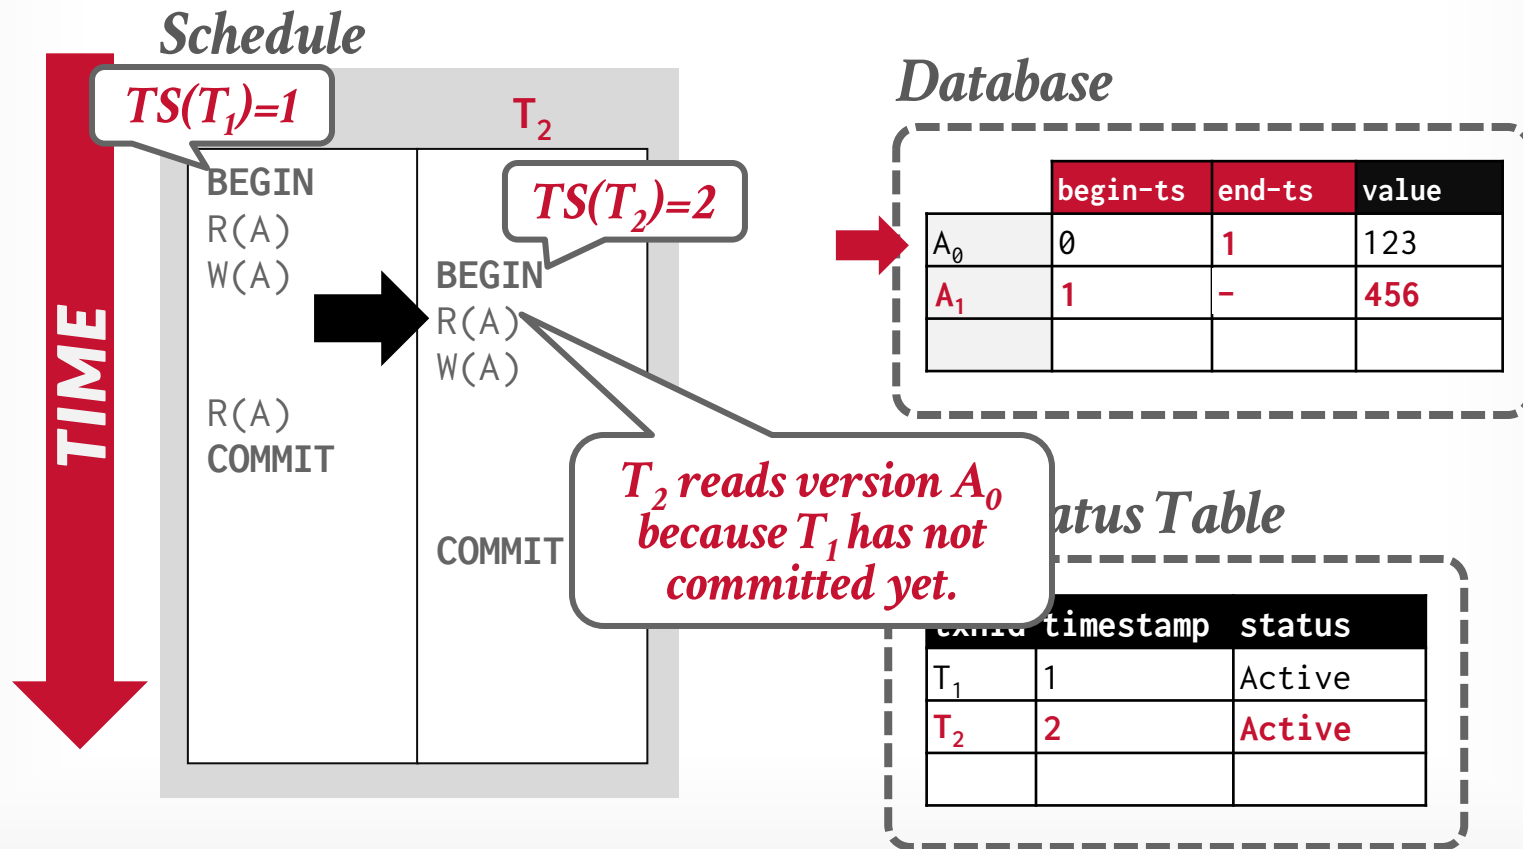 Schedule
TS(T₁)=1
T₂
BEGIN
R(A)
W(A)
R(A)
COMMIT
TS(T₂)=2
BEGIN
R(A)
W(A)
COMMIT
TIME
T₂ reads version A₀
because T₁ has not
committed yet.
Database
begin-ts end-ts value
A₀ 0 1 123
A₁ 1 - 456
Table
timestamp status
T₁ 1 Active
T₂ 2 Active